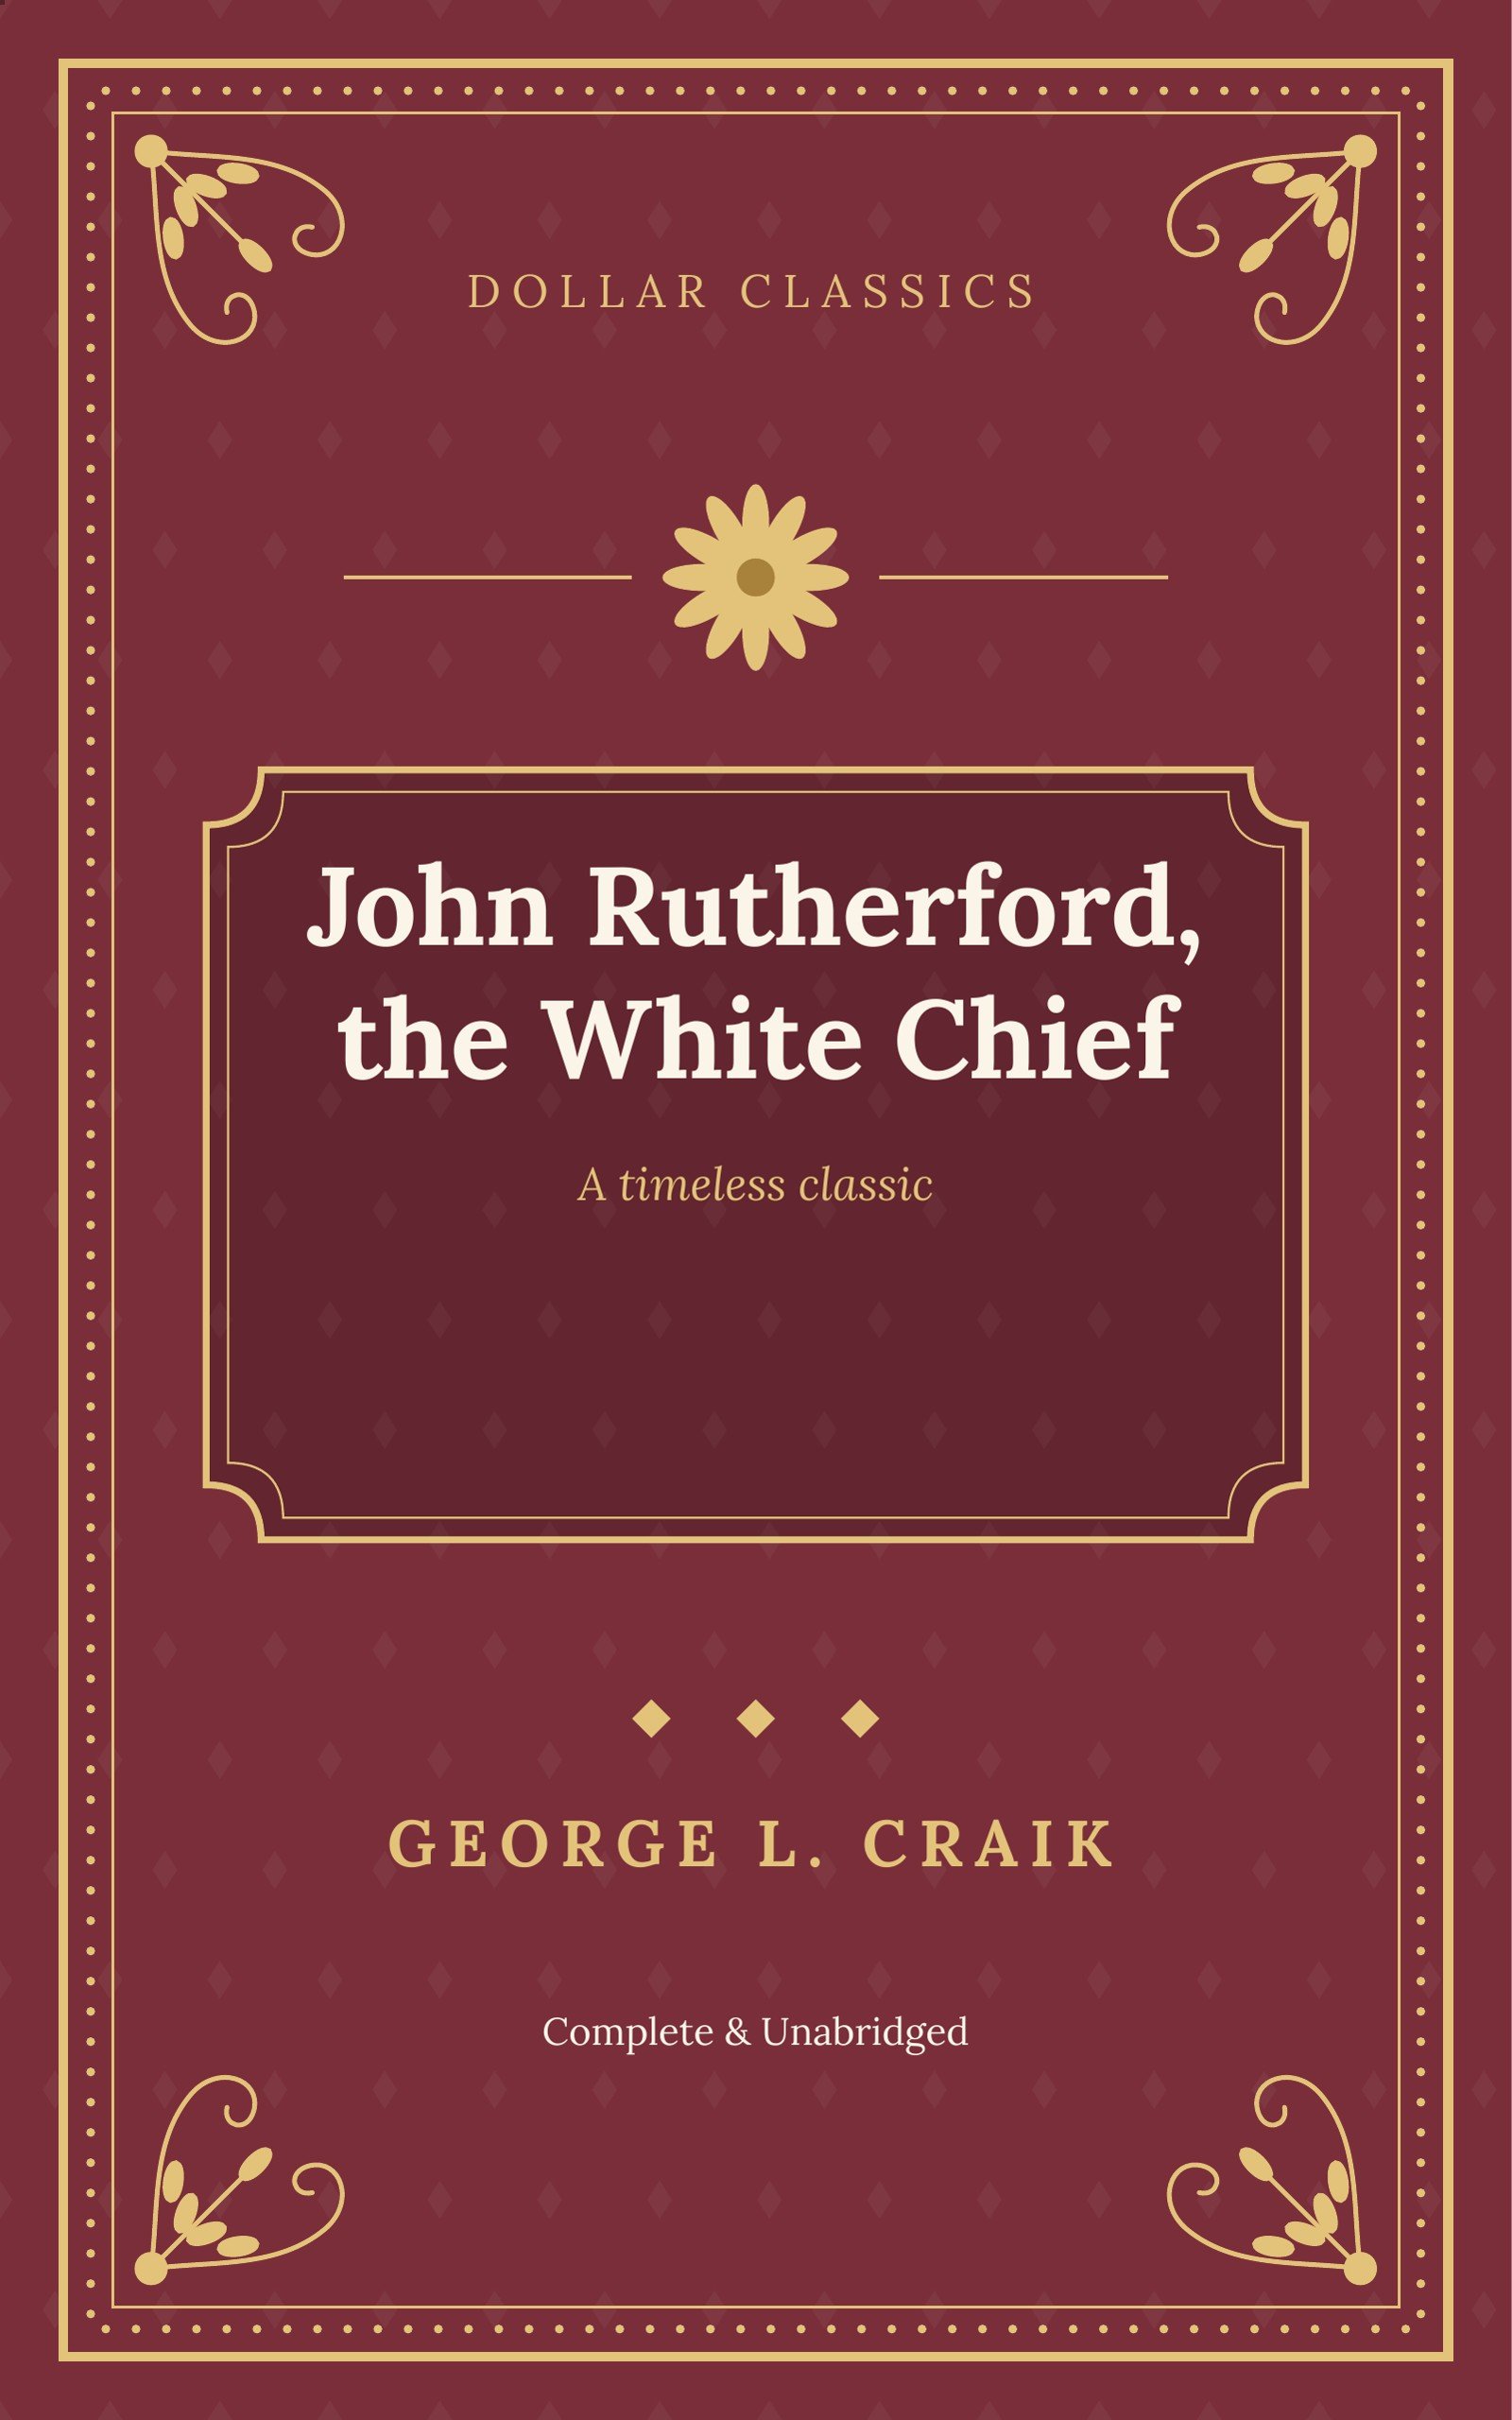 DOLLAR CLASSICS
John Rutherford,
the White Chief
A timeless classic
GEORGE L. CRAIK
Complete & Unabridged